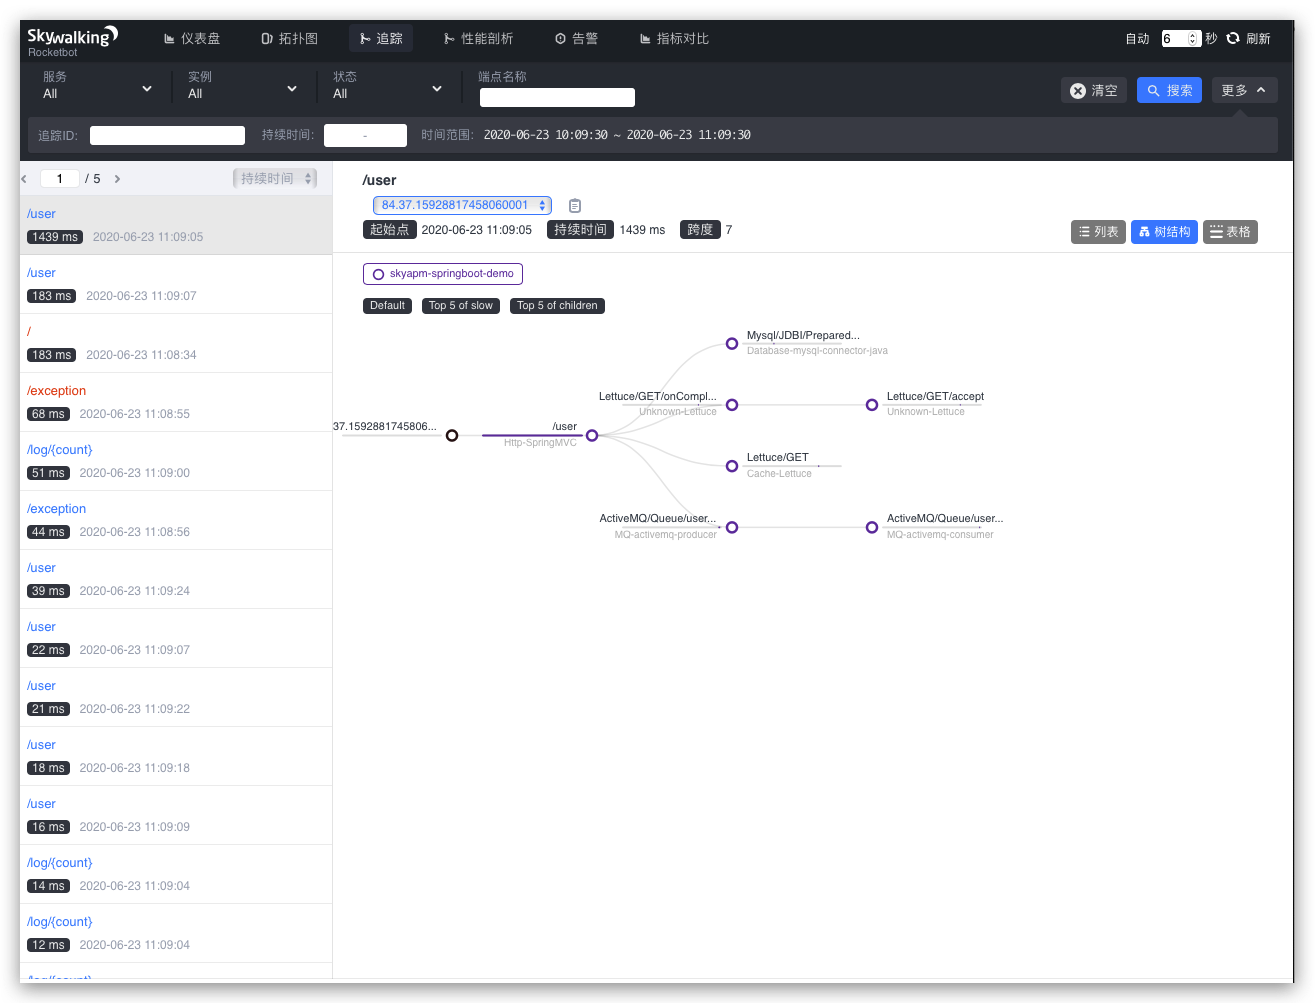 Skywalking
Rocketbot
仪表盘
拓扑图
追踪
性能剖析
告警
指标对比
自动 6 秒 刷新
服务
All
实例
All
状态
All
端点名称
清空
搜索
更多
追踪ID:
持续时间: -
时间范围: 2020-06-23 10:09:30 ~ 2020-06-23 11:09:30
1 / 5
持续时间
/user
1439 ms 2020-06-23 11:09:05
/user
183 ms 2020-06-23 11:09:07
/
183 ms 2020-06-23 11:08:34
/exception
68 ms 2020-06-23 11:08:55
/log/{count}
51 ms 2020-06-23 11:09:00
/exception
44 ms 2020-06-23 11:08:56
/user
39 ms 2020-06-23 11:09:24
/user
22 ms 2020-06-23 11:09:07
/user
21 ms 2020-06-23 11:09:22
/user
18 ms 2020-06-23 11:09:18
/user
16 ms 2020-06-23 11:09:09
/log/{count}
14 ms 2020-06-23 11:09:04
/log/{count}
12 ms 2020-06-23 11:09:04
/log/{count}
/user
84.37.15928817458060001
起始点 2020-06-23 11:09:05 持续时间 1439 ms 跨度 7
列表
树结构
表格
skyapm-springboot-demo
Default
Top 5 of slow
Top 5 of children
Mysql/JDBI/Prepared...
Database-mysql-connector-java
Lettuce/GET/onCompl...
Unknown-Lettuce
Lettuce/GET/accept
Unknown-Lettuce
37.1592881745806...
/user
Http-SpringMVC
Lettuce/GET
Cache-Lettuce
ActiveMQ/Queue/user...
MQ-activemq-producer
ActiveMQ/Queue/user...
MQ-activemq-consumer